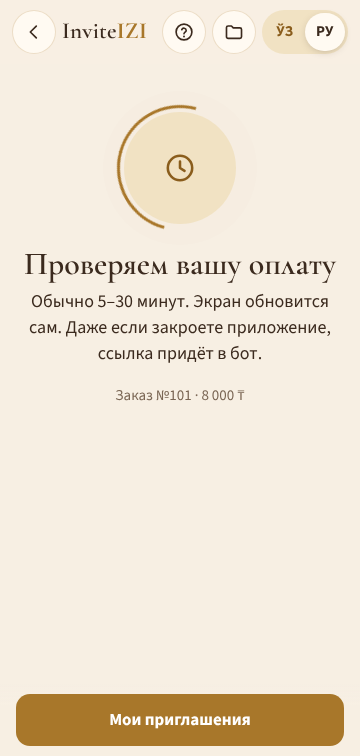 InviteIZI
ЎЗ
РУ
Проверяем вашу оплату
Обычно 5–30 минут. Экран обновится
сам. Даже если закроете приложение,
ссылка придёт в бот.
Заказ №101 · 8 000 ₸
Мои приглашения